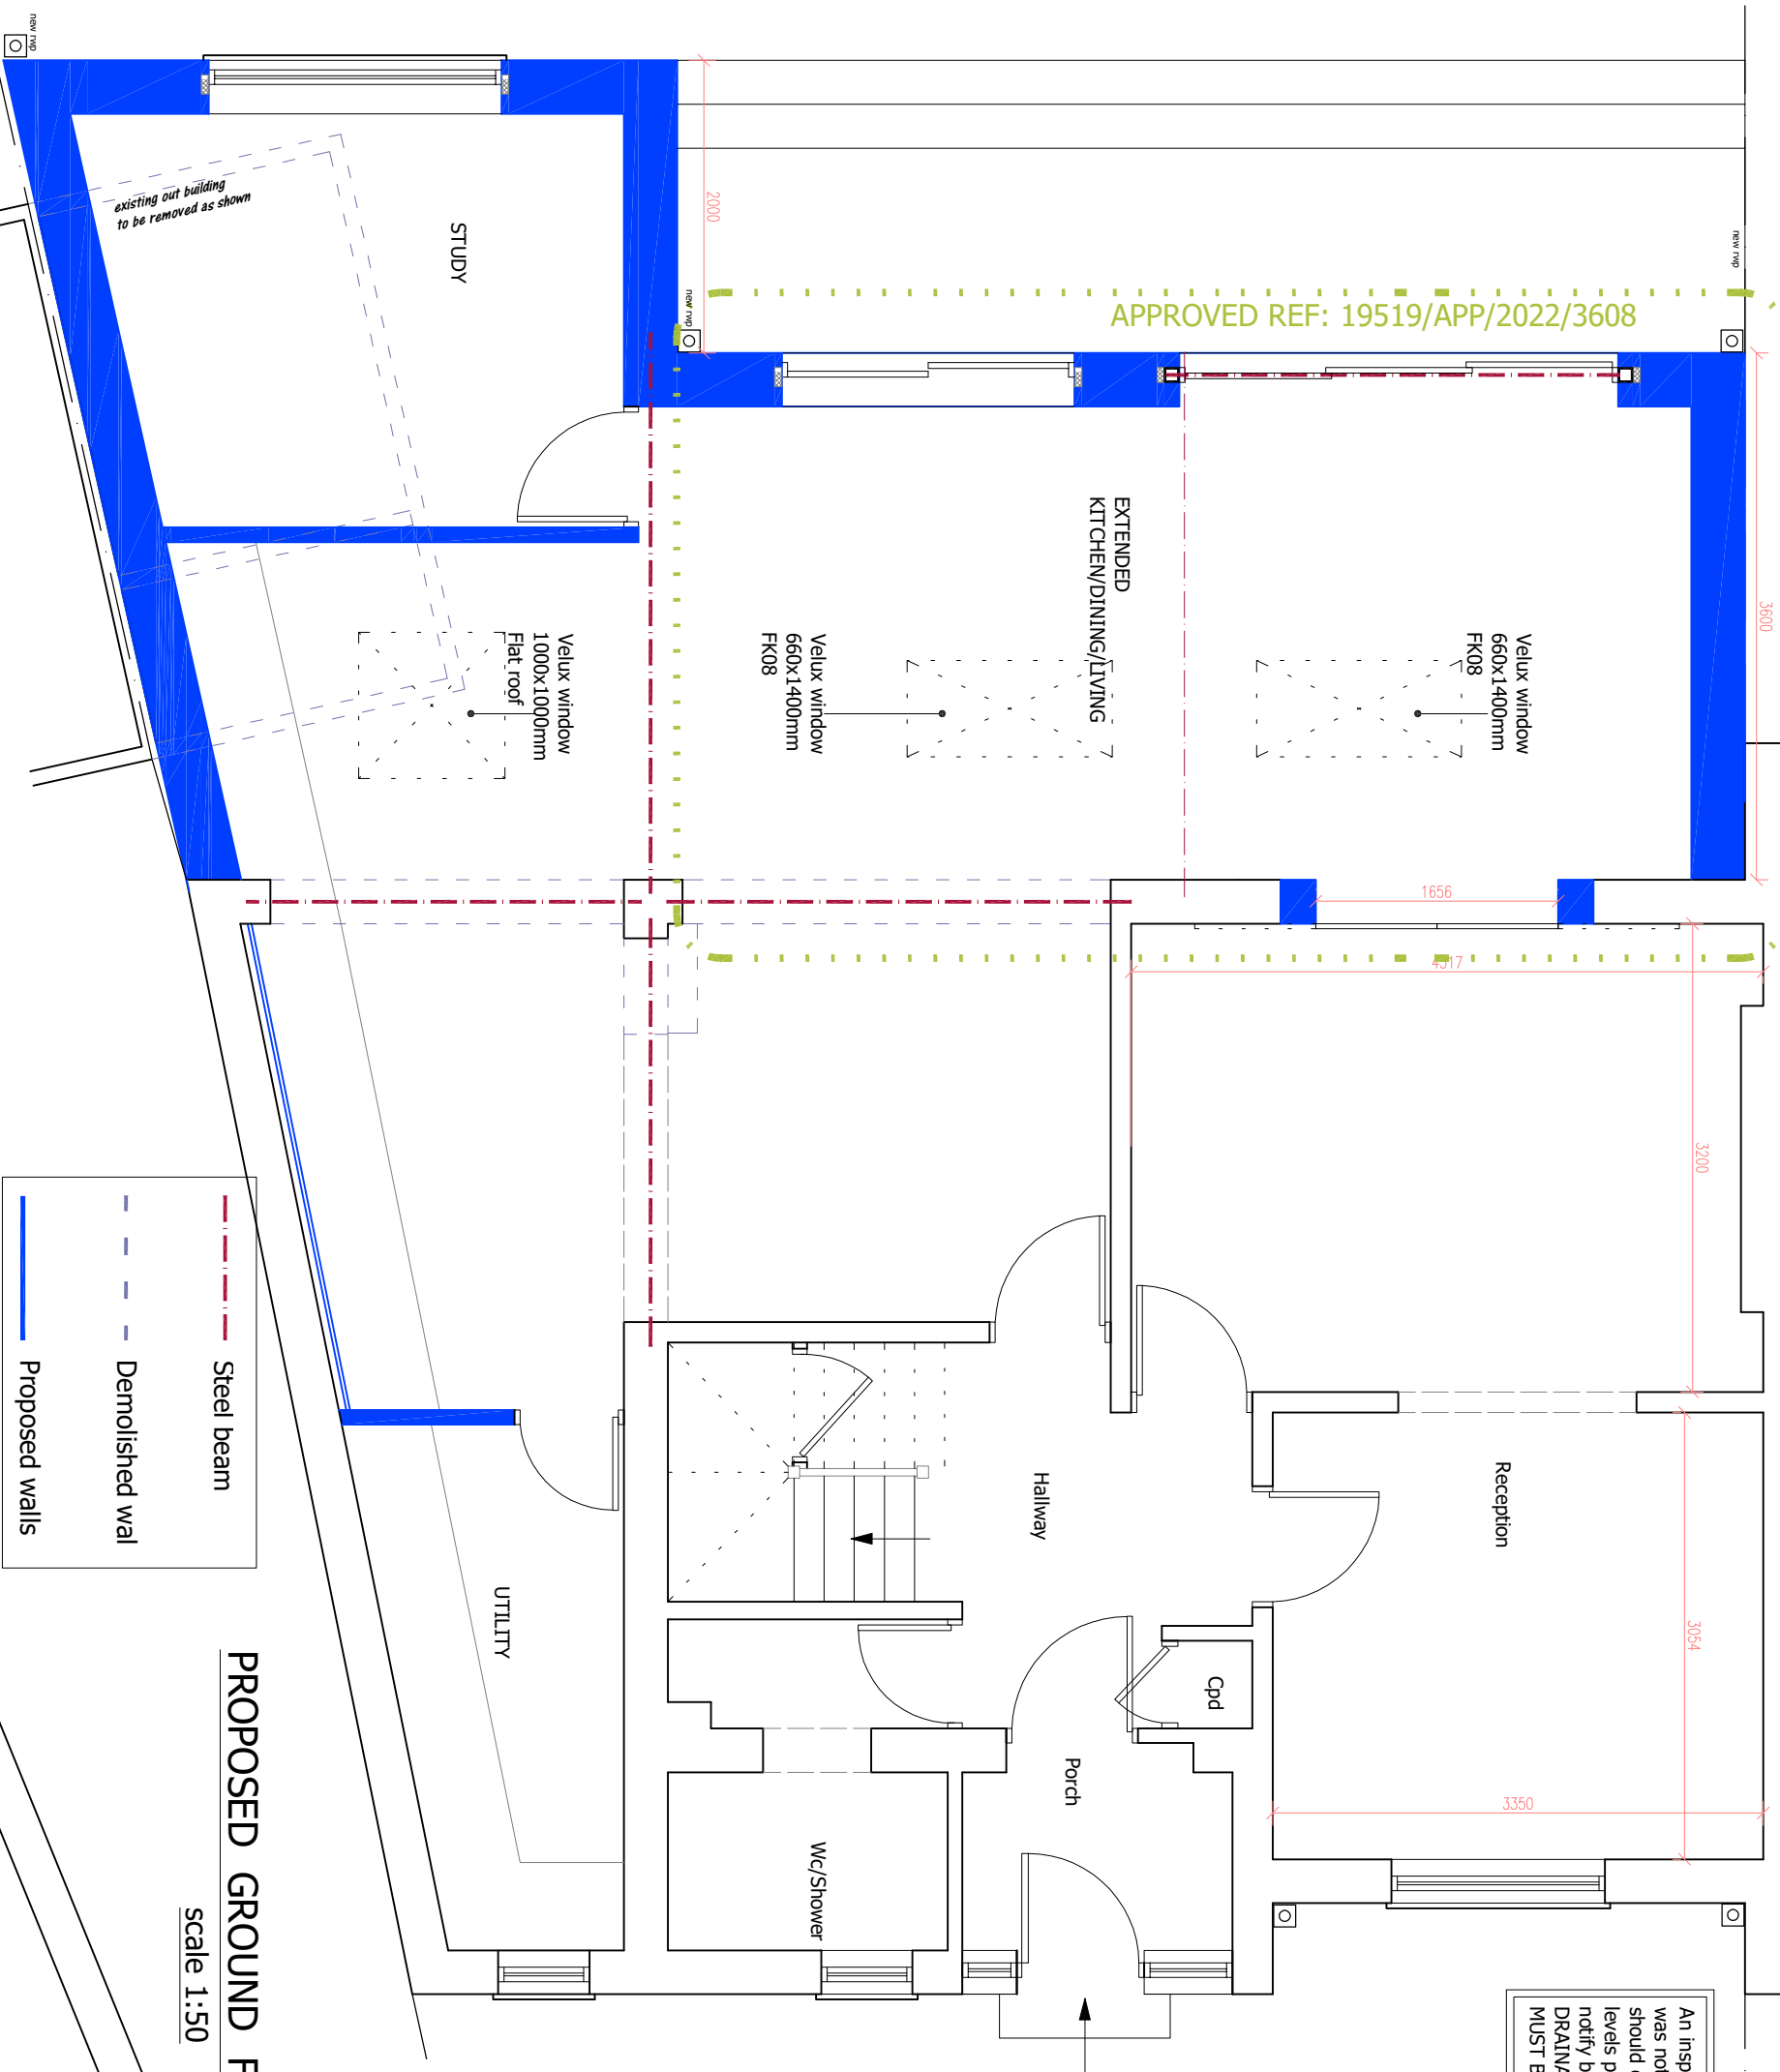 new rwp
existing out building
to be removed as shown
STUDY
2000
new rwp
new rwp
APPROVED REF: 19519/APP/2022/3608
3600
EXTENDED
KITCHEN/DINING/LIVING
Velux window
660x1400mm
FK08
Velux window
660x1400mm
FK08
Velux window
1000x1000mm
Flat roof
1656
4517
3200
Reception
3054
3350
Hallway
Cpd
Porch
Wc/Shower
UTILITY
Steel beam
Demolished wal
Proposed walls
PROPOSED GROUND F
scale 1:50
An insp
was not
should
levels p
notify b
DRAINA
MUST B